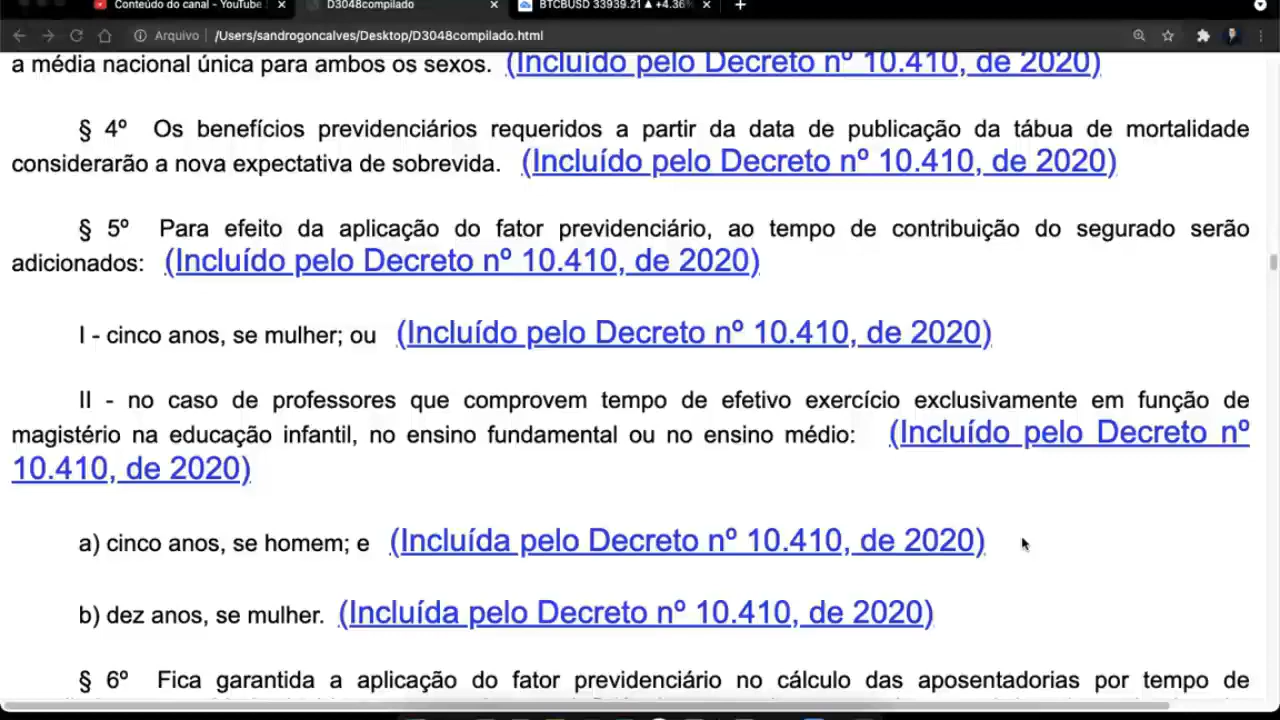 Conteúdo do canal - YouTube
D3048compilado
BTCBUSD 33939.21 ▲ +4.36%
Arquivo | /Users/sandrogoncalves/Desktop/D3048compilado.html
a média nacional única para ambos os sexos. (Incluído pelo Decreto nº 10.410, de 2020)
§ 4º Os benefícios previdenciários requeridos a partir da data de publicação da tábua de mortalidade
considerarão a nova expectativa de sobrevida. (Incluído pelo Decreto nº 10.410, de 2020)
§ 5º Para efeito da aplicação do fator previdenciário, ao tempo de contribuição do segurado serão
adicionados: (Incluído pelo Decreto nº 10.410, de 2020)
I - cinco anos, se mulher; ou (Incluído pelo Decreto nº 10.410, de 2020)
II - no caso de professores que comprovem tempo de efetivo exercício exclusivamente em função de
magistério na educação infantil, no ensino fundamental ou no ensino médio: (Incluído pelo Decreto nº
10.410, de 2020)
a) cinco anos, se homem; e (Incluída pelo Decreto nº 10.410, de 2020)
b) dez anos, se mulher. (Incluída pelo Decreto nº 10.410, de 2020)
§ 6º Fica garantida a aplicação do fator previdenciário no cálculo das aposentadorias por tempo de